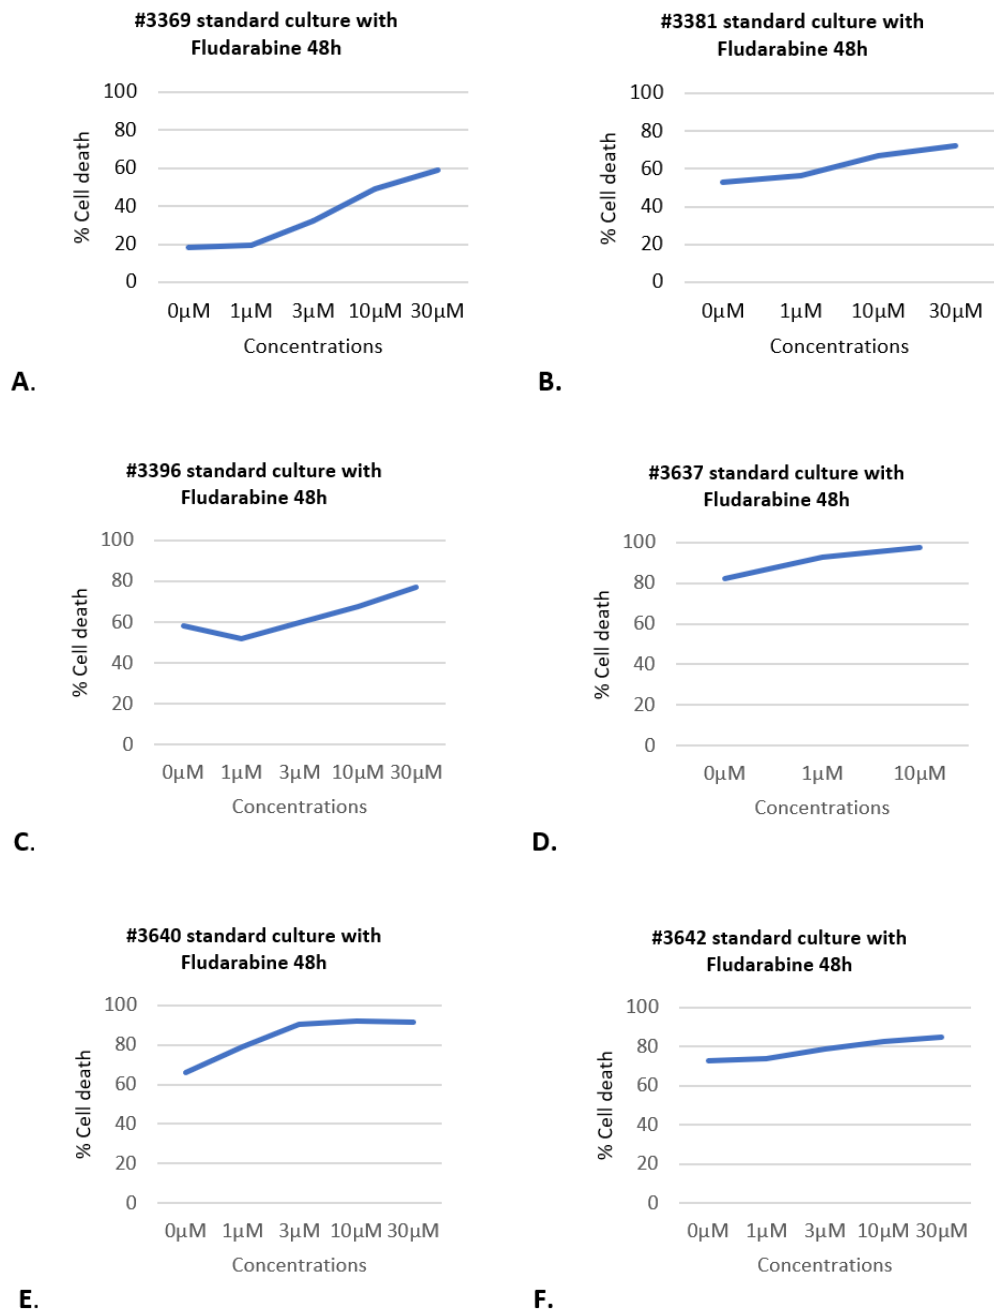 #3369 standard culture with
Fludarabine 48h
100
80
60
40
20
0
% Cell death
0µM 1µM 3µM 10µM 30µM
Concentrations
A.
#3381 standard culture with
Fludarabine 48h
100
80
60
40
20
0
% Cell death
0µM 1µM 10µM 30µM
Concentrations
B.
#3396 standard culture with
Fludarabine 48h
100
80
60
40
20
0
% Cell death
0µM 1µM 3µM 10µM 30µM
Concentrations
C.
#3637 standard culture with
Fludarabine 48h
100
80
60
40
20
0
% Cell death
0µM 1µM 10µM
Concentrations
D.
#3640 standard culture with
Fludarabine 48h
100
80
60
40
20
0
% Cell death
0µM 1µM 3µM 10µM 30µM
Concentrations
E.
#3642 standard culture with
Fludarabine 48h
100
80
60
40
20
0
% Cell death
0µM 1µM 3µM 10µM 30µM
Concentrations
F.